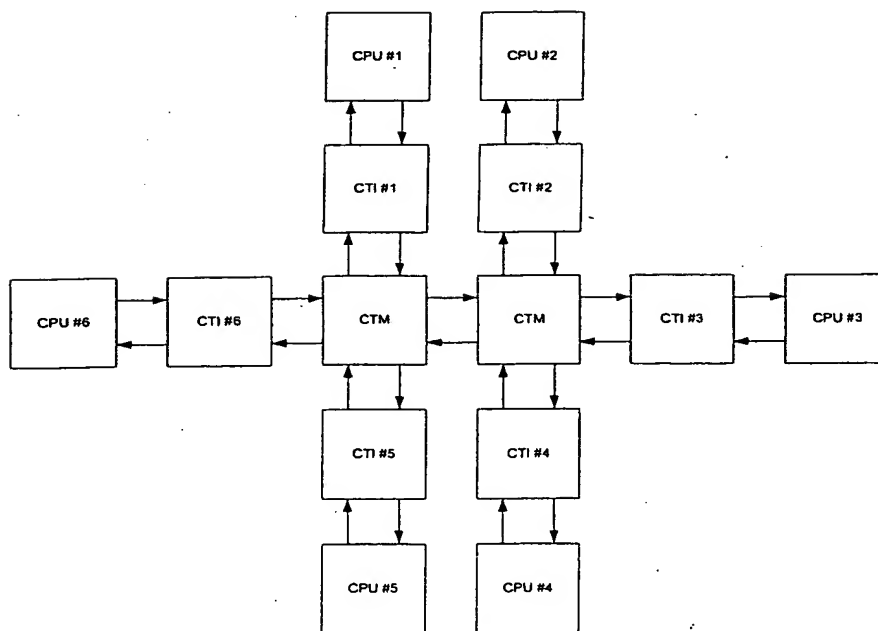 CPU #1
CPU #2
CTI #1
CTI #2
CPU #6
CTI #6
CTM
CTM
CTI #3
CPU #3
CTI #5
CTI #4
CPU #5
CPU #4